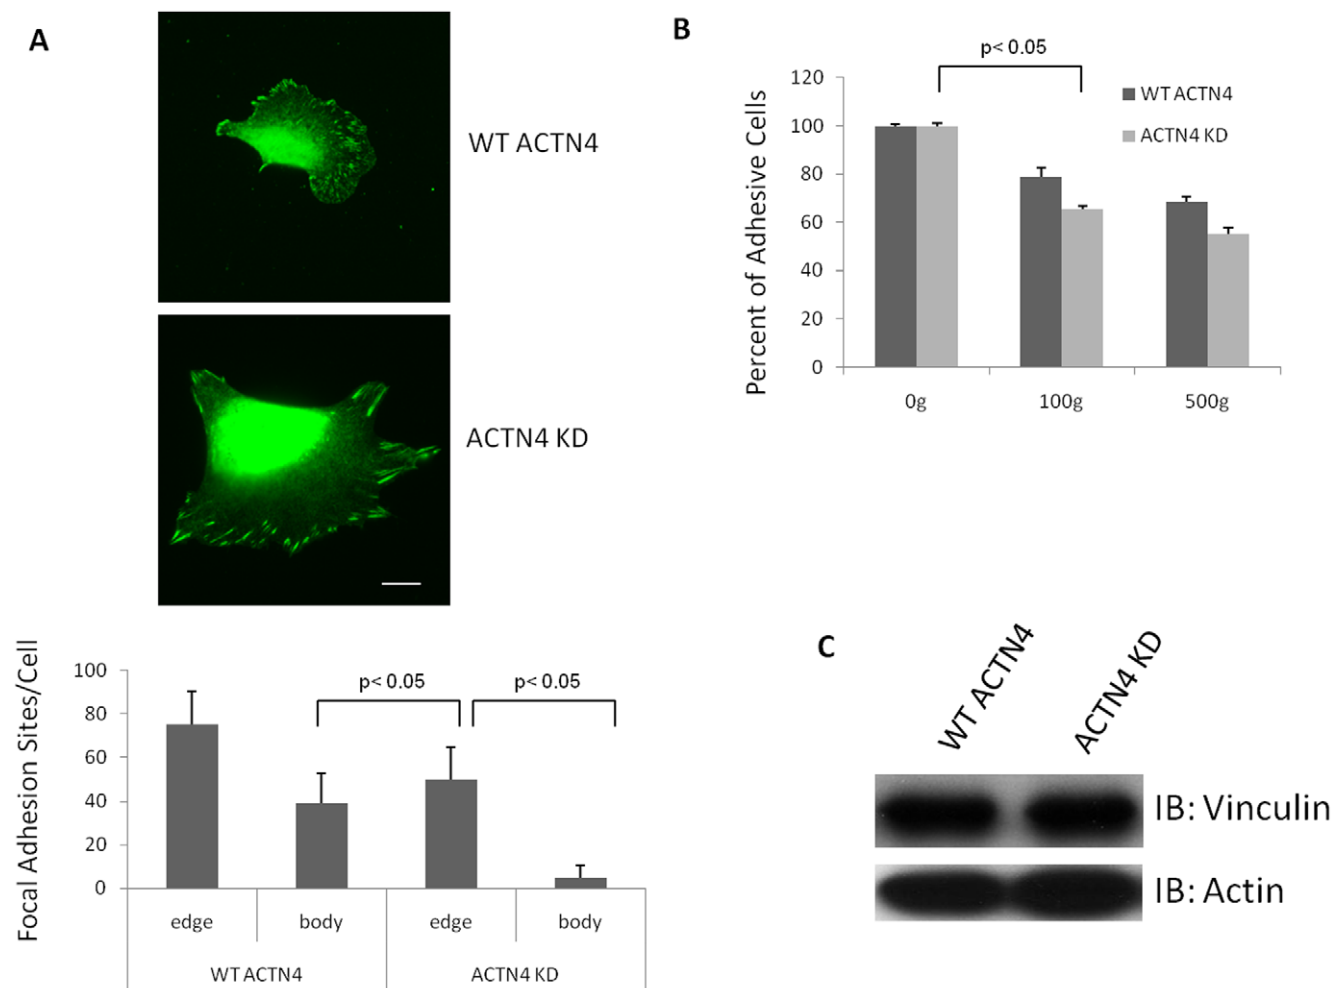 A
WT ACTN4
ACTN4 KD
Focal Adhesion Sites/Cell
100
80
60
40
20
0
p< 0.05
p< 0.05
edge
body
edge
body
WT ACTN4
ACTN4 KD
B
p< 0.05
Percent of Adhesive Cells
120
100
80
60
40
20
0
WT ACTN4
ACTN4 KD
0g
100g
500g
C
WT ACTN4
ACTN4 KD
IB: Vinculin
IB: Actin